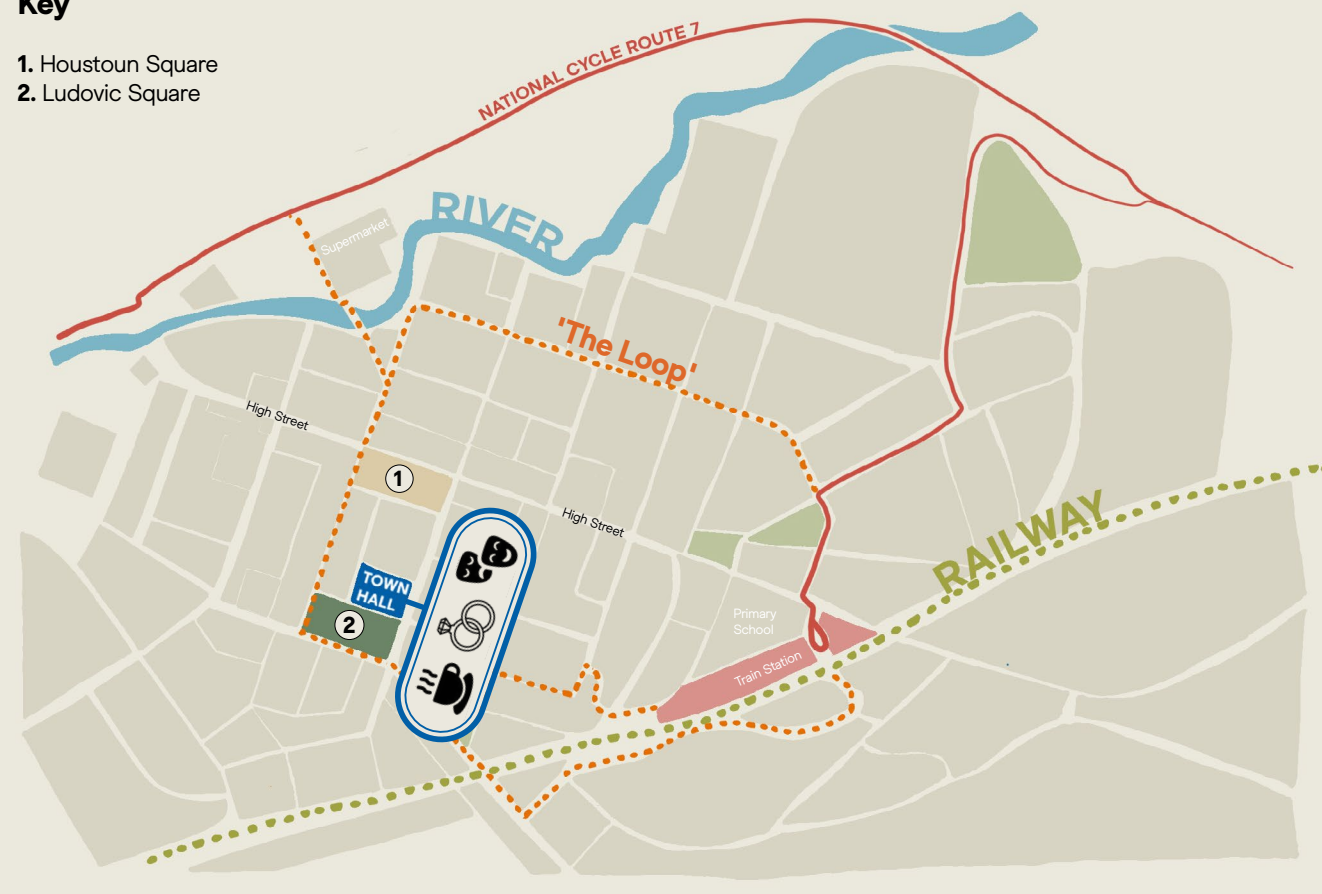 Key
1. Houstoun Square
2. Ludovic Square
NATIONAL CYCLE ROUTE 7
Supermarket
RIVER
'The Loop'
High Street
1
High Street
RAILWAY
TOWN
HALL
2
Primary
School
Train Station